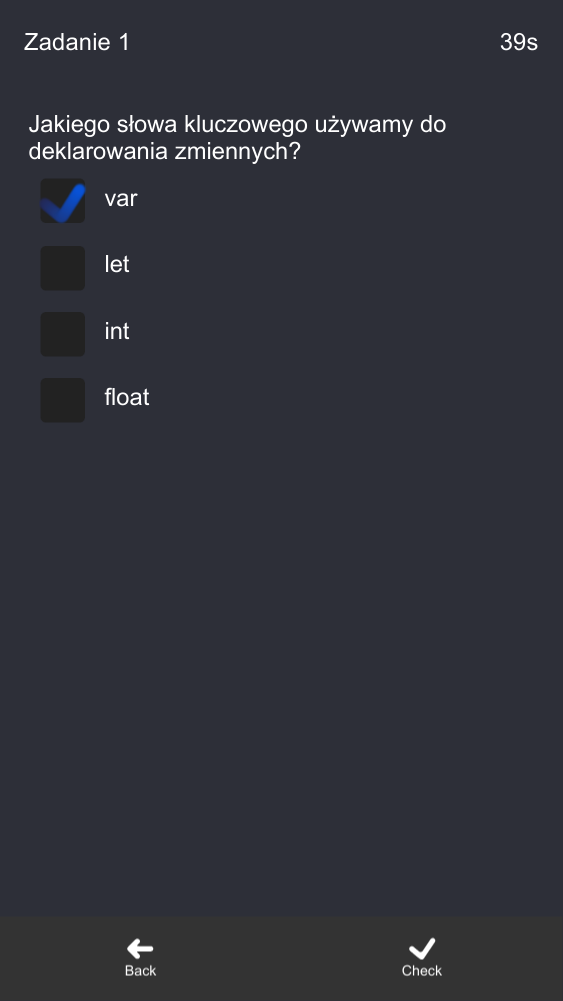 Zadanie 1
39s
Jakiego słowa kluczowego używamy do
deklarowania zmiennych?
var
let
int
float
Back
Check